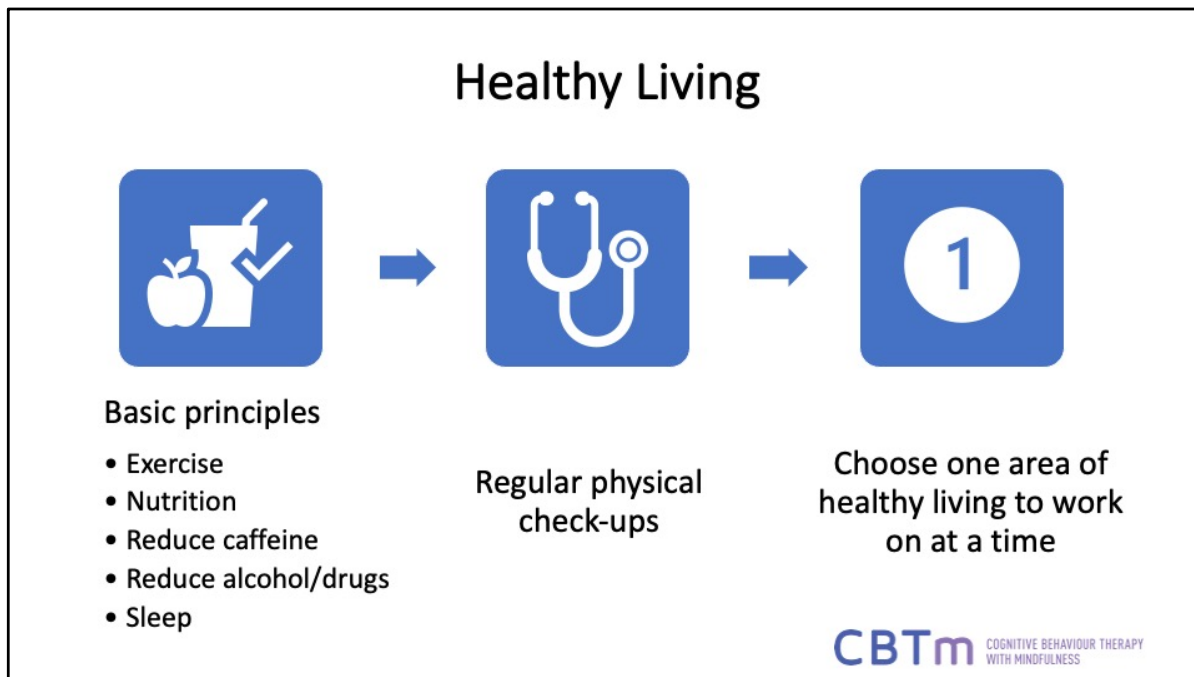 Healthy Living
1
Basic principles
• Exercise
• Nutrition
• Reduce caffeine
• Reduce alcohol/drugs
• Sleep
Regular physical
check-ups
Choose one area of
healthy living to work
on at a time
CBTm
COGNITIVE BEHAVIOUR THERAPY
WITH MINDFULNESS